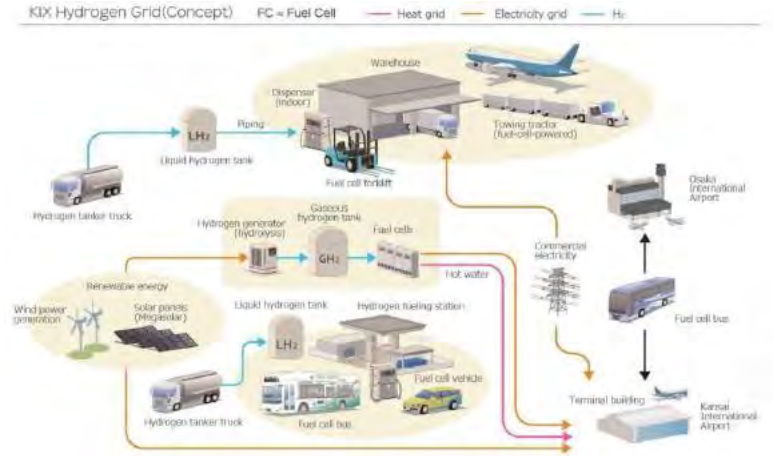 KIX Hydrogen Grid(Concept)
FC = Fuel Cell
Heat grid
Electricity grid
H₂
Warehouse
Dispenser
(indoor)
Piping
LH₂
Liquid hydrogen tank
Towing tractor
(fuel-cell-powered)
Fuel cell forklift
Hydrogen tanker truck
Osaka
International
Airport
Gaseous
hydrogen tank
Hydrogen generator
(hydrolysis)
GH₂
Fuel cells
Commercial
electricity
Hot water
Renewable energy
Wind power
generation
Solar panels
(Megasolar)
Liquid hydrogen tank
LH₂
Hydrogen fueling station
Fuel cell bus
Fuel cell vehicle
Hydrogen tanker truck
Fuel cell bus
Terminal building
Kansai
International
Airport